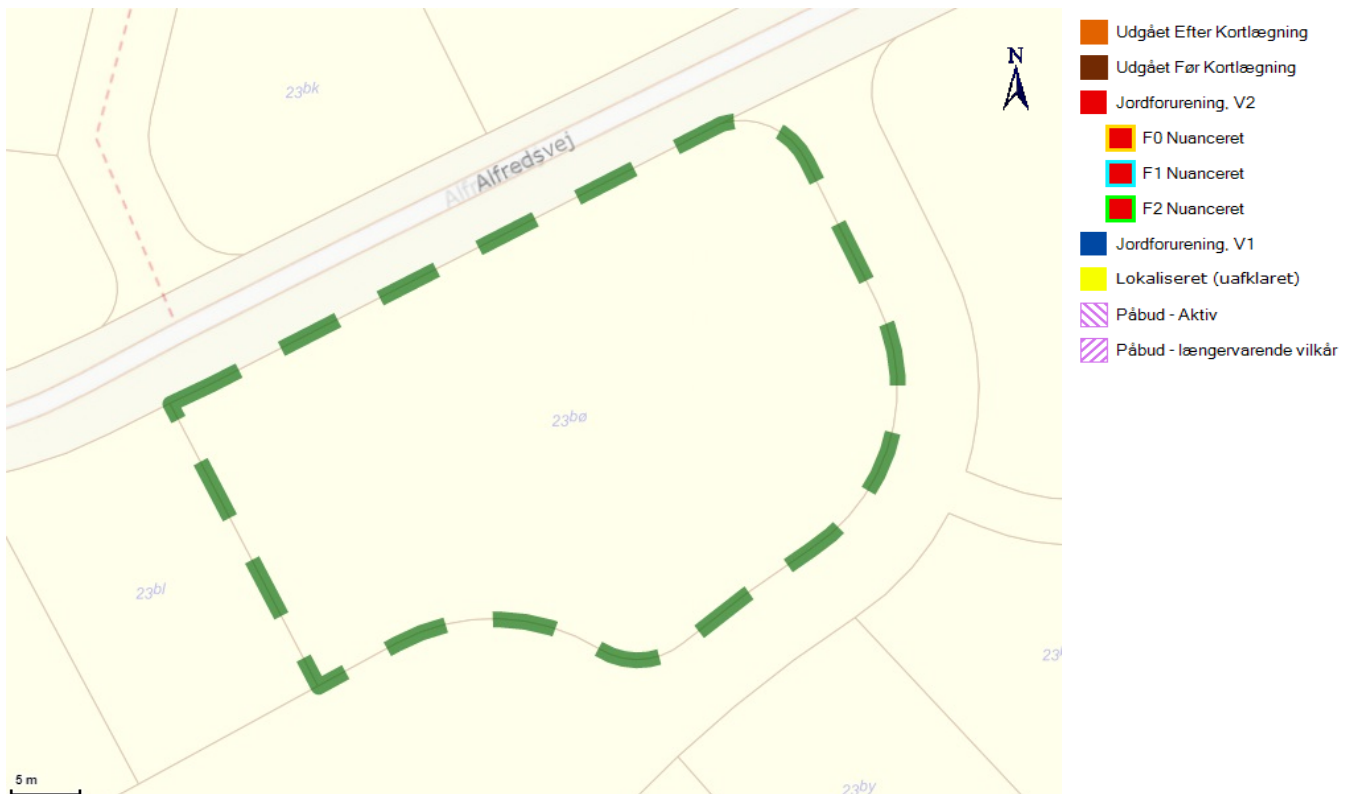 23bk
N
Alfredsvej
23bø
23bl
23by
5 m
Udgået Efter Kortlægning
Udgået Før Kortlægning
Jordforurening, V2
F0 Nuanceret
F1 Nuanceret
F2 Nuanceret
Jordforurening, V1
Lokaliseret (uafklaret)
Påbud - Aktiv
Påbud - længervarende vilkår